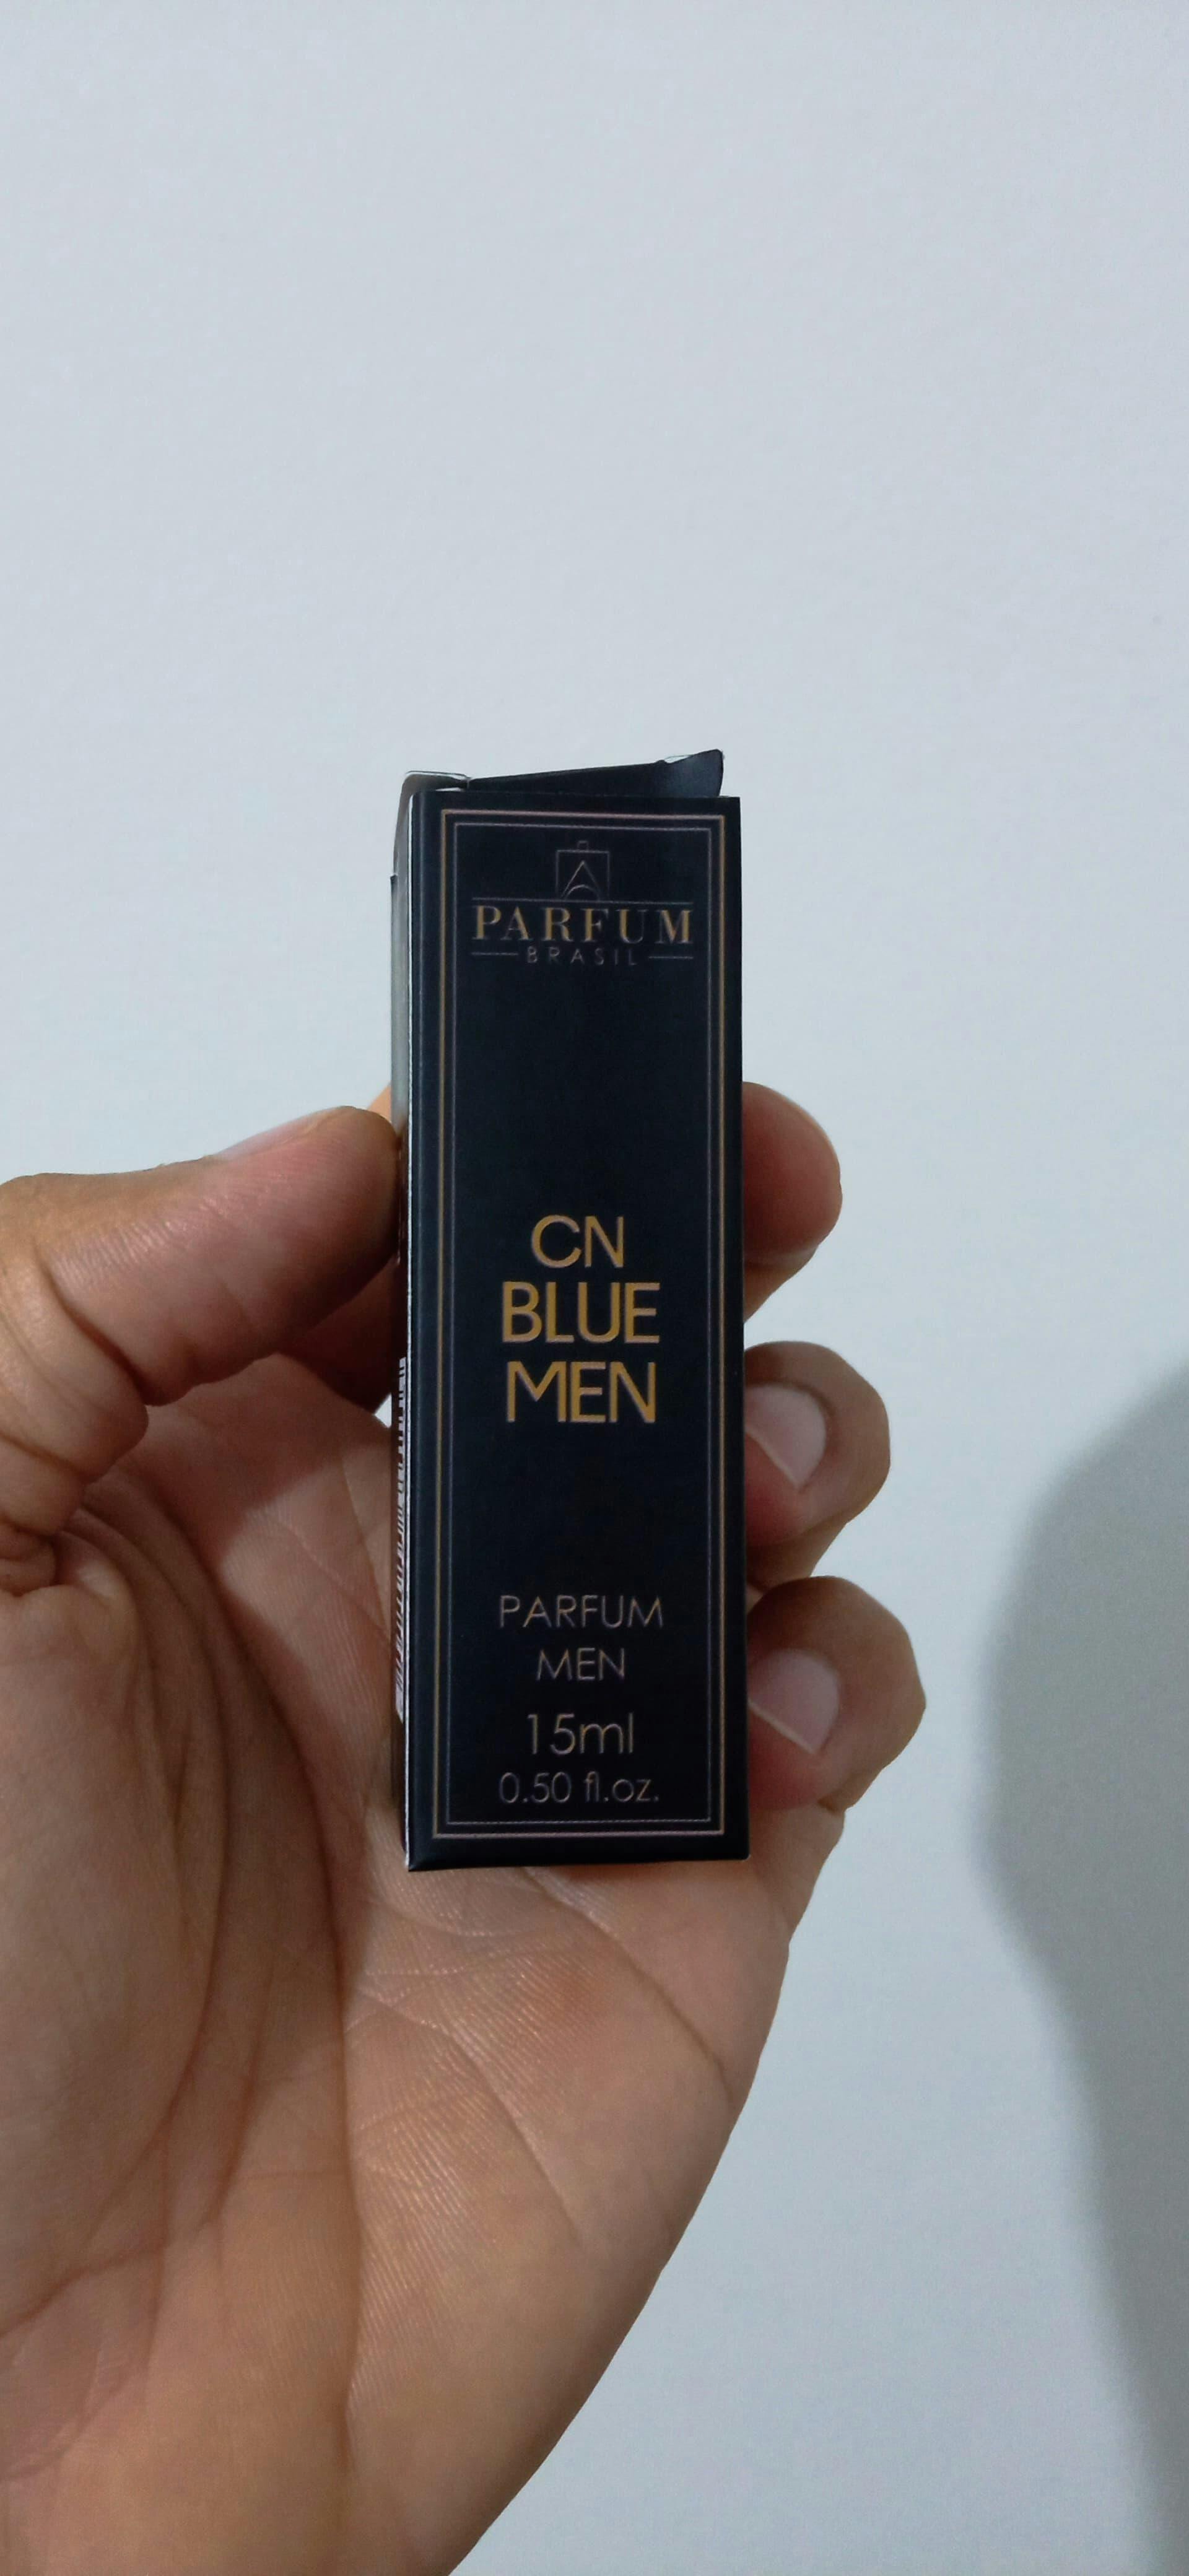 PARFUM
BRASIL
CN
BLUE
MEN
PARFUM
MEN
15ml
0.50 fl.oz.